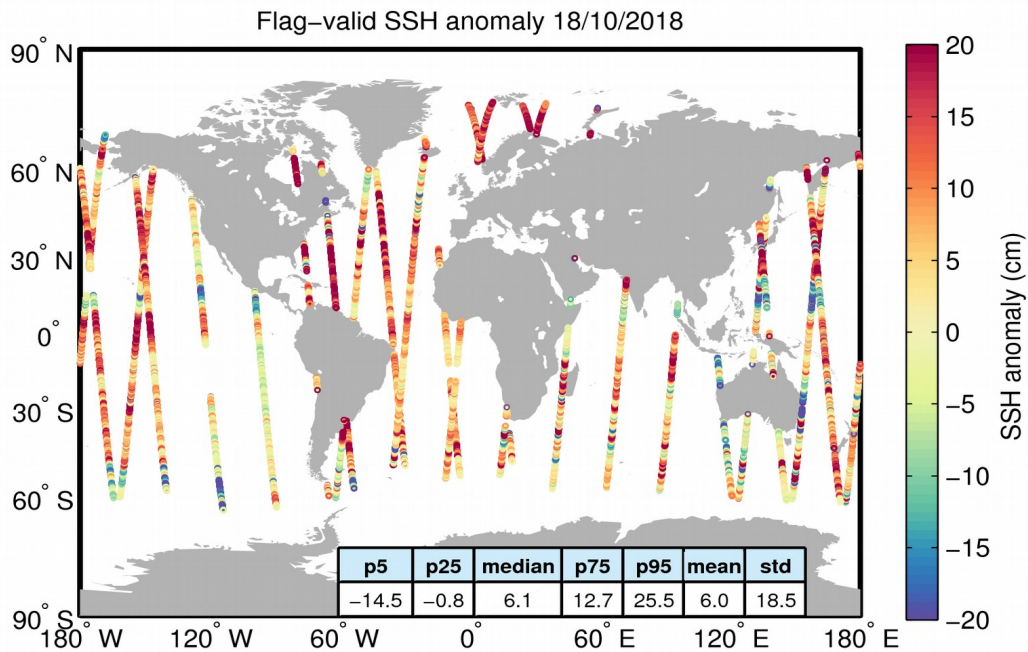 Flag−valid SSH anomaly 18/10/2018
90° N
60° N
30° N
0°
30° S
60° S
90° S
180° W
120° W
60° W
0°
60° E
120° E
180° E
p5 p25 median p75 p95 mean std
−14.5 −0.8 6.1 12.7 25.5 6.0 18.5
20
15
10
5
0
−5
−10
−15
−20
SSH anomaly (cm)